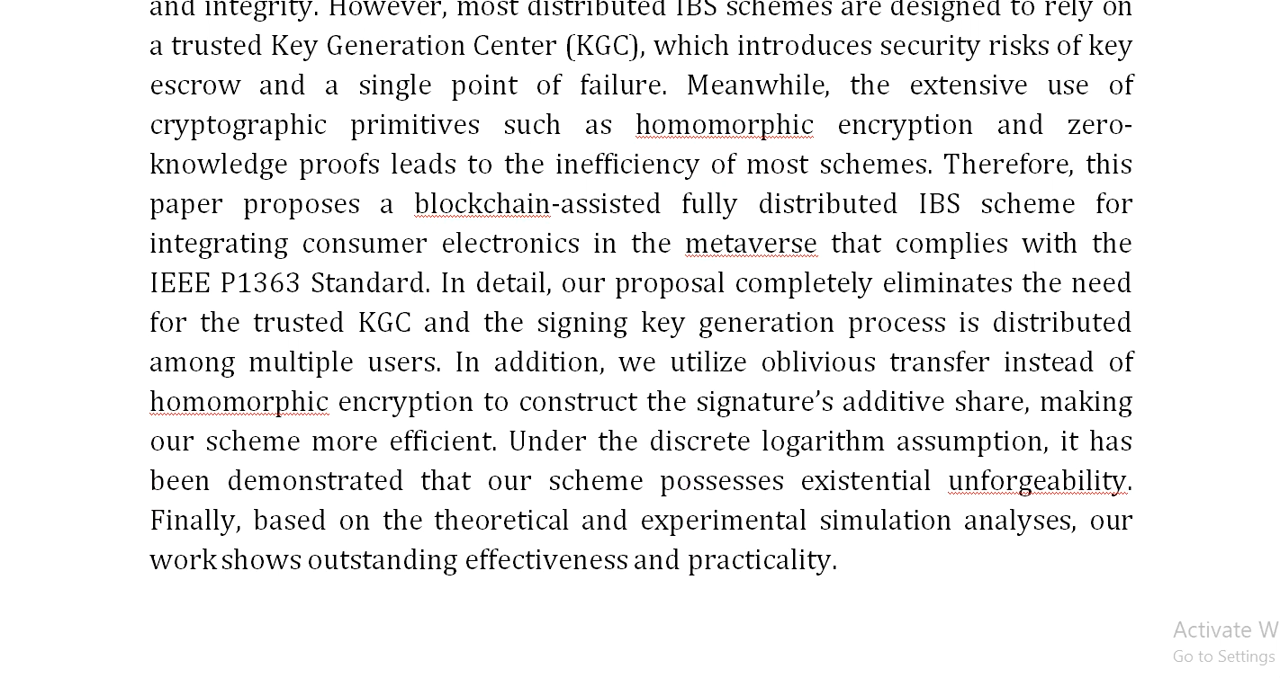 and integrity. However, most distributed IBS schemes are designed to rely on
a trusted Key Generation Center (KGC), which introduces security risks of key
escrow and a single point of failure. Meanwhile, the extensive use of
cryptographic primitives such as homomorphic encryption and zero-
knowledge proofs leads to the inefficiency of most schemes. Therefore, this
paper proposes a blockchain-assisted fully distributed IBS scheme for
integrating consumer electronics in the metaverse that complies with the
IEEE P1363 Standard. In detail, our proposal completely eliminates the need
for the trusted KGC and the signing key generation process is distributed
among multiple users. In addition, we utilize oblivious transfer instead of
homomorphic encryption to construct the signature’s additive share, making
our scheme more efficient. Under the discrete logarithm assumption, it has
been demonstrated that our scheme possesses existential unforgeability.
Finally, based on the theoretical and experimental simulation analyses, our
work shows outstanding effectiveness and practicality.
Activate W
Go to Settings